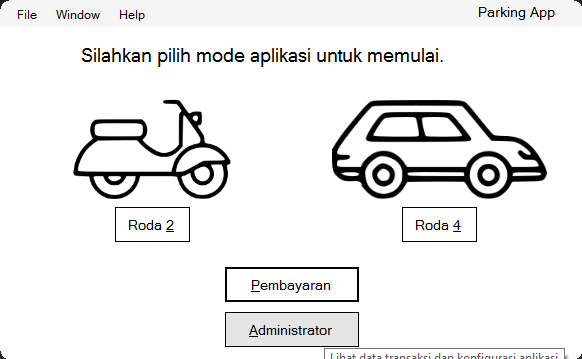 File Window Help Parking App
Silahkan pilih mode aplikasi untuk memulai.
Roda 2 Roda 4
Pembayaran
Administrator
Lihat data transaksi dan konfigurasi aplikasi